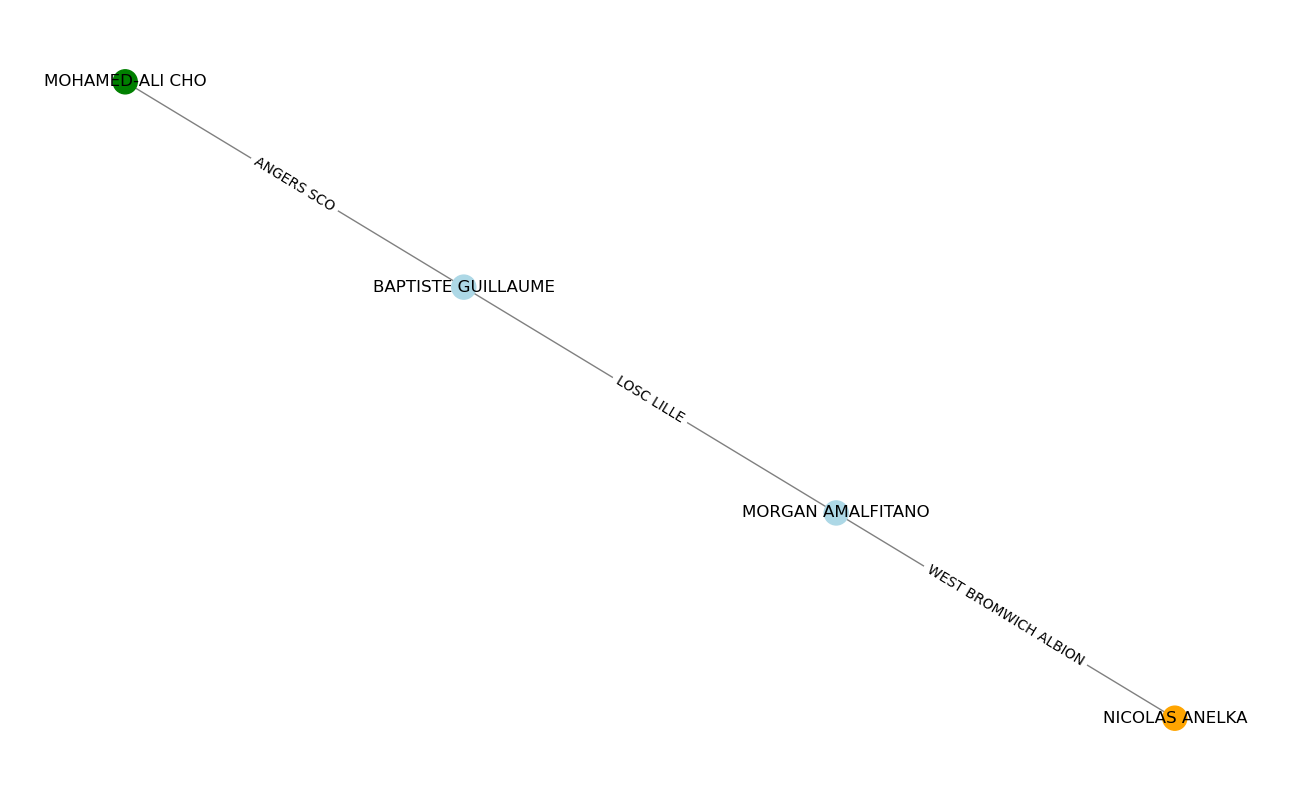 MOHAMED-ALI CHO
ANGERS SCO
BAPTISTE GUILLAUME
LOSC LILLE
MORGAN AMALFITANO
WEST BROMWICH ALBION
NICOLAS ANELKA